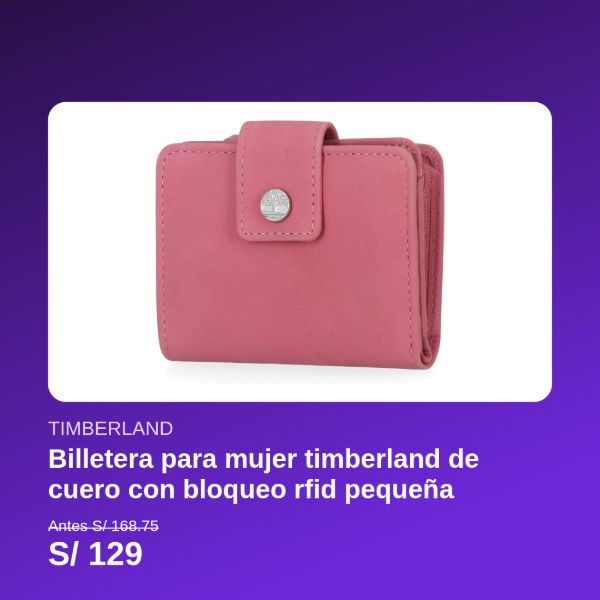 TIMBERLAND
Billetera para mujer timberland de
cuero con bloqueo rfid pequeña
Antes S/ 168.75
S/ 129